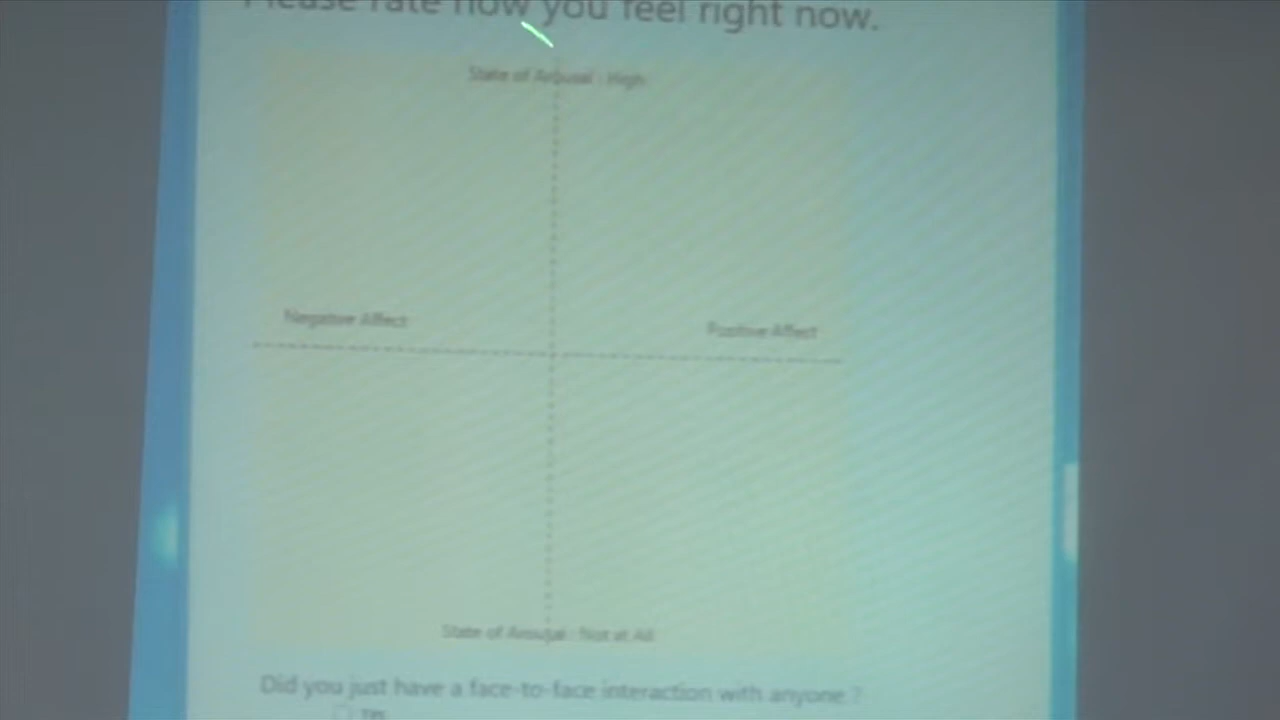 Please rate how you feel right now.
State of Arousal : High
Negative Affect
Positive Affect
State of Arousal : Not at All
Did you just have a face-to-face interaction with anyone ?
Yes